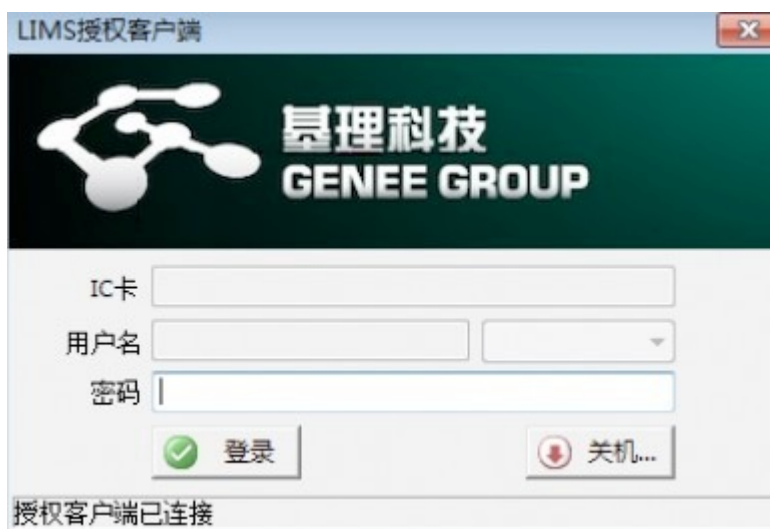 LIMS授权客户端
基理科技
GENEE GROUP
IC卡
用户名
密码
登录 关机...
授权客户端已连接